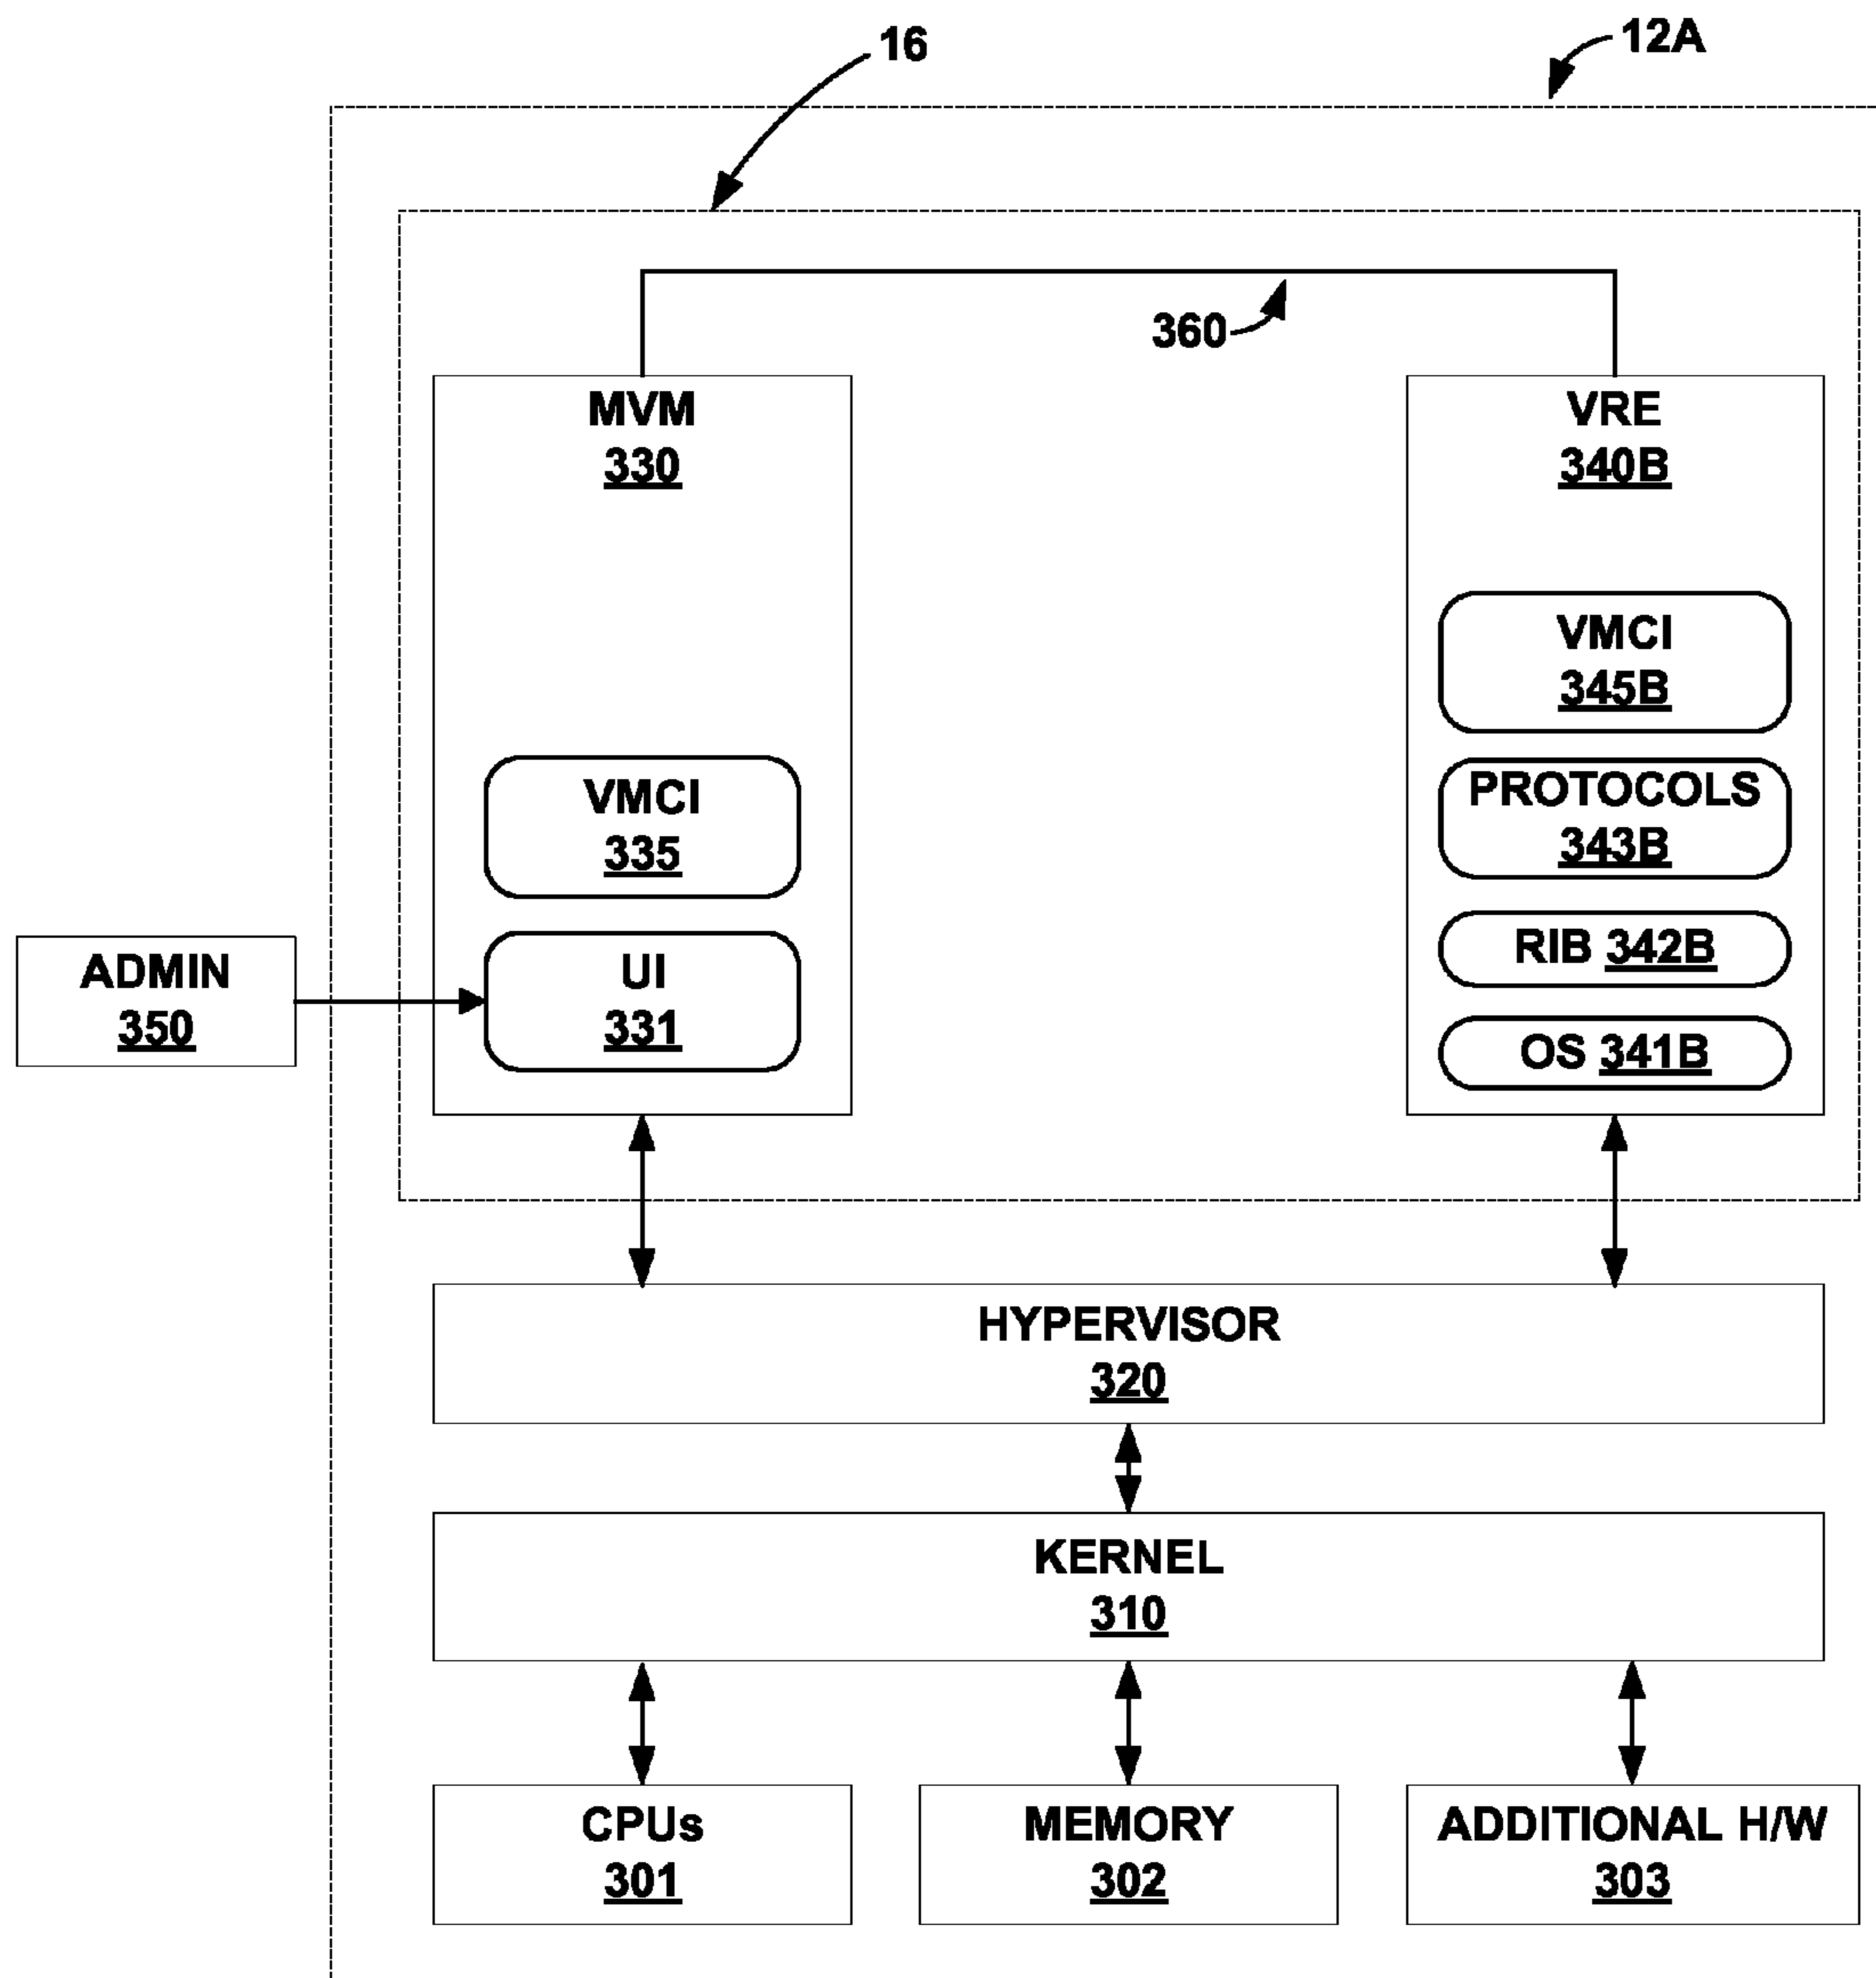 16
12A
360
MVM
330
VRE
340B
VMCI
345B
VMCI
335
PROTOCOLS
343B
RIB 342B
ADMIN
350
UI
331
OS 341B
HYPERVISOR
320
KERNEL
310
CPUs
301
MEMORY
302
ADDITIONAL H/W
303